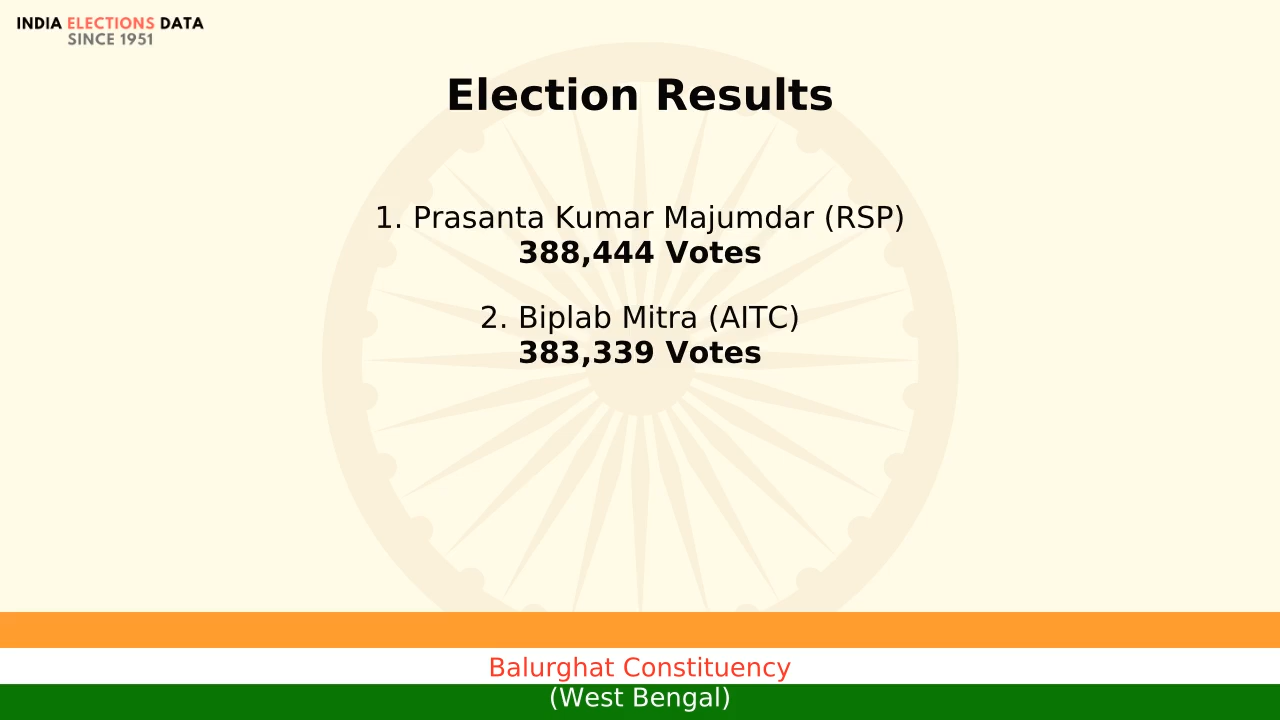 INDIA ELECTIONS DATA
SINCE 1951
Election Results
1. Prasanta Kumar Majumdar (RSP)
388,444 Votes
2. Biplab Mitra (AITC)
383,339 Votes
Balurghat Constituency
(West Bengal)